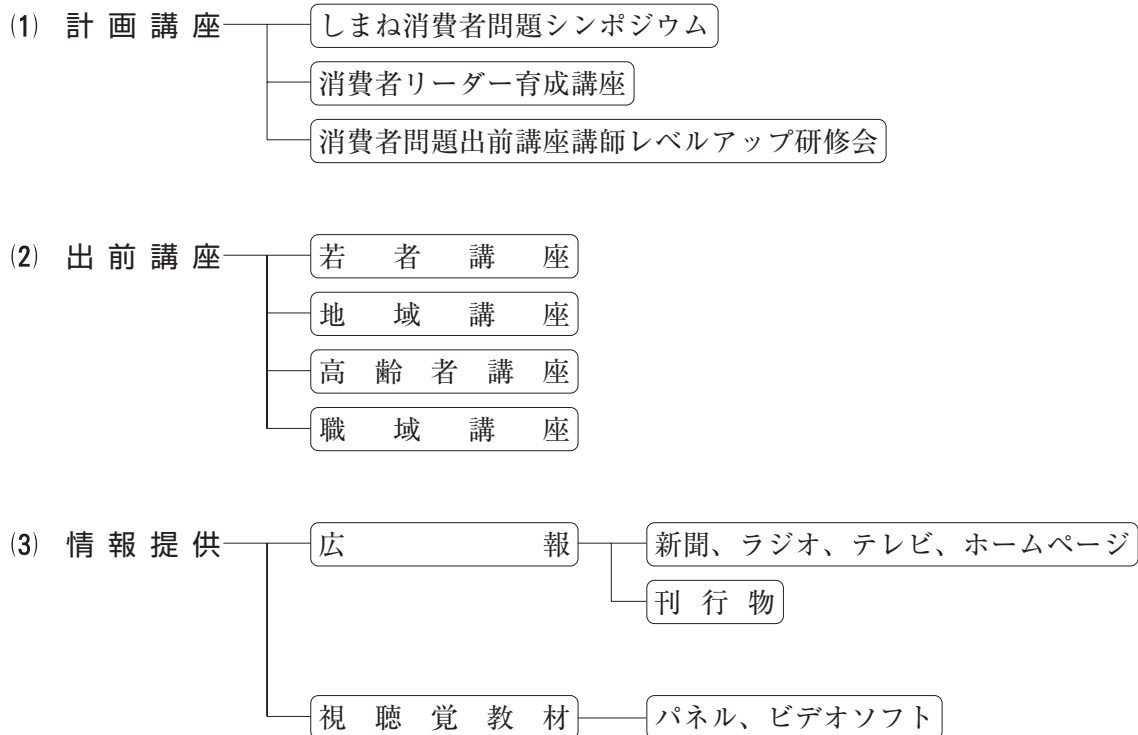 (1) 計画講座 しまね消費者問題シンポジウム
消費者リーダー育成講座
消費者問題出前講座講師レベルアップ研修会
(2) 出前講座 若者講座
地域講座
高齢者講座
職域講座
(3) 情報提供 広報 新聞、ラジオ、テレビ、ホームページ
刊行物
視聴覚教材 パネル、ビデオソフト